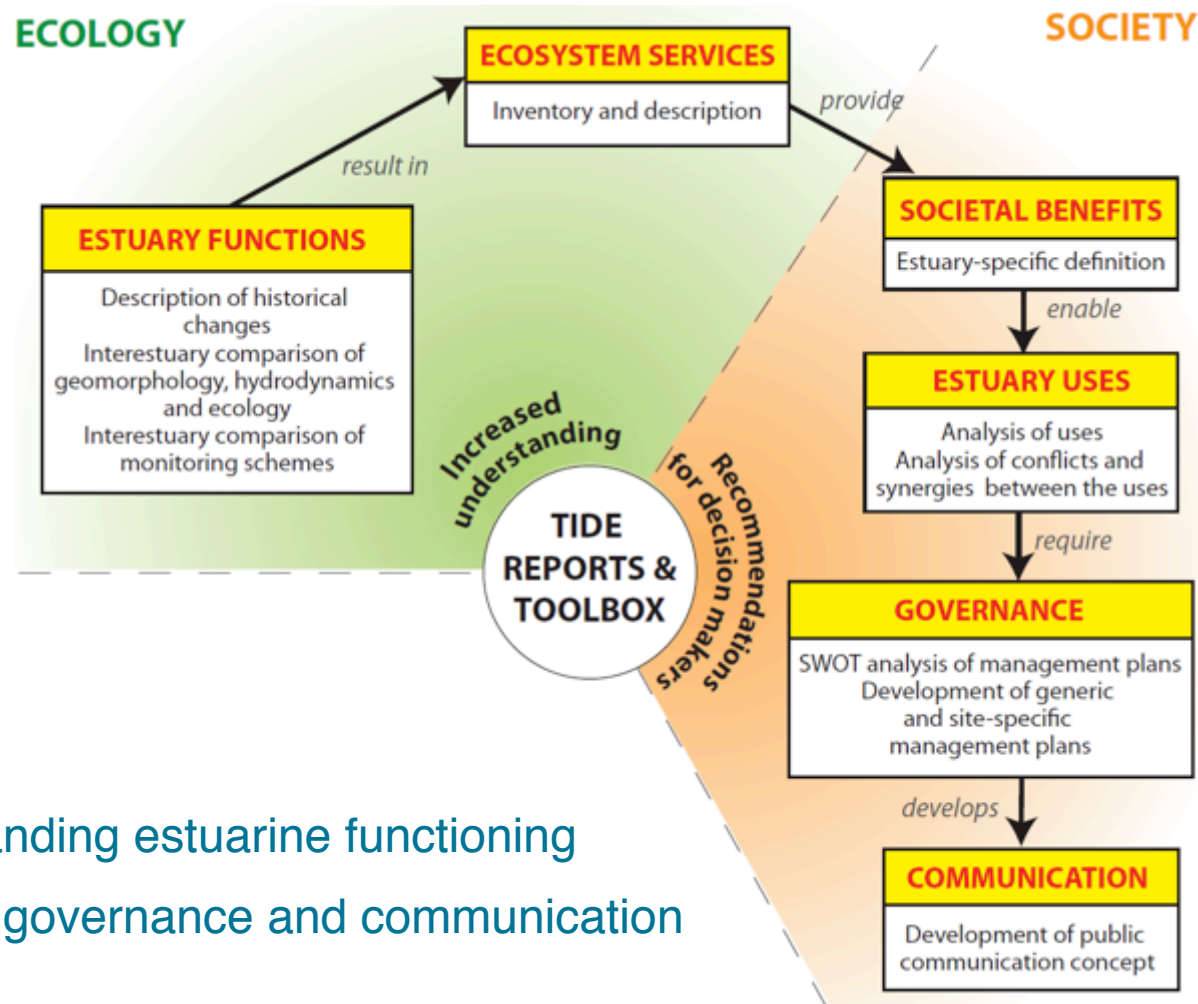 ECOLOGY
SOCIETY
ECOSYSTEM SERVICES
Inventory and description
provide
result in
ESTUARY FUNCTIONS
Description of historical
changes
Interestuary comparison of
geomorphology, hydrodynamics
and ecology
Interestuary comparison of
monitoring schemes
SOCIETAL BENEFITS
Estuary-specific definition
enable
ESTUARY USES
Analysis of uses
Analysis of conflicts and
synergies between the uses
require
Increased
understanding
Recommendations
for decision makers
TIDE
REPORTS &
TOOLBOX
GOVERNANCE
SWOT analysis of management plans
Development of generic
and site-specific
management plans
develops
COMMUNICATION
Development of public
communication concept
anding estuarine functioning
governance and communication